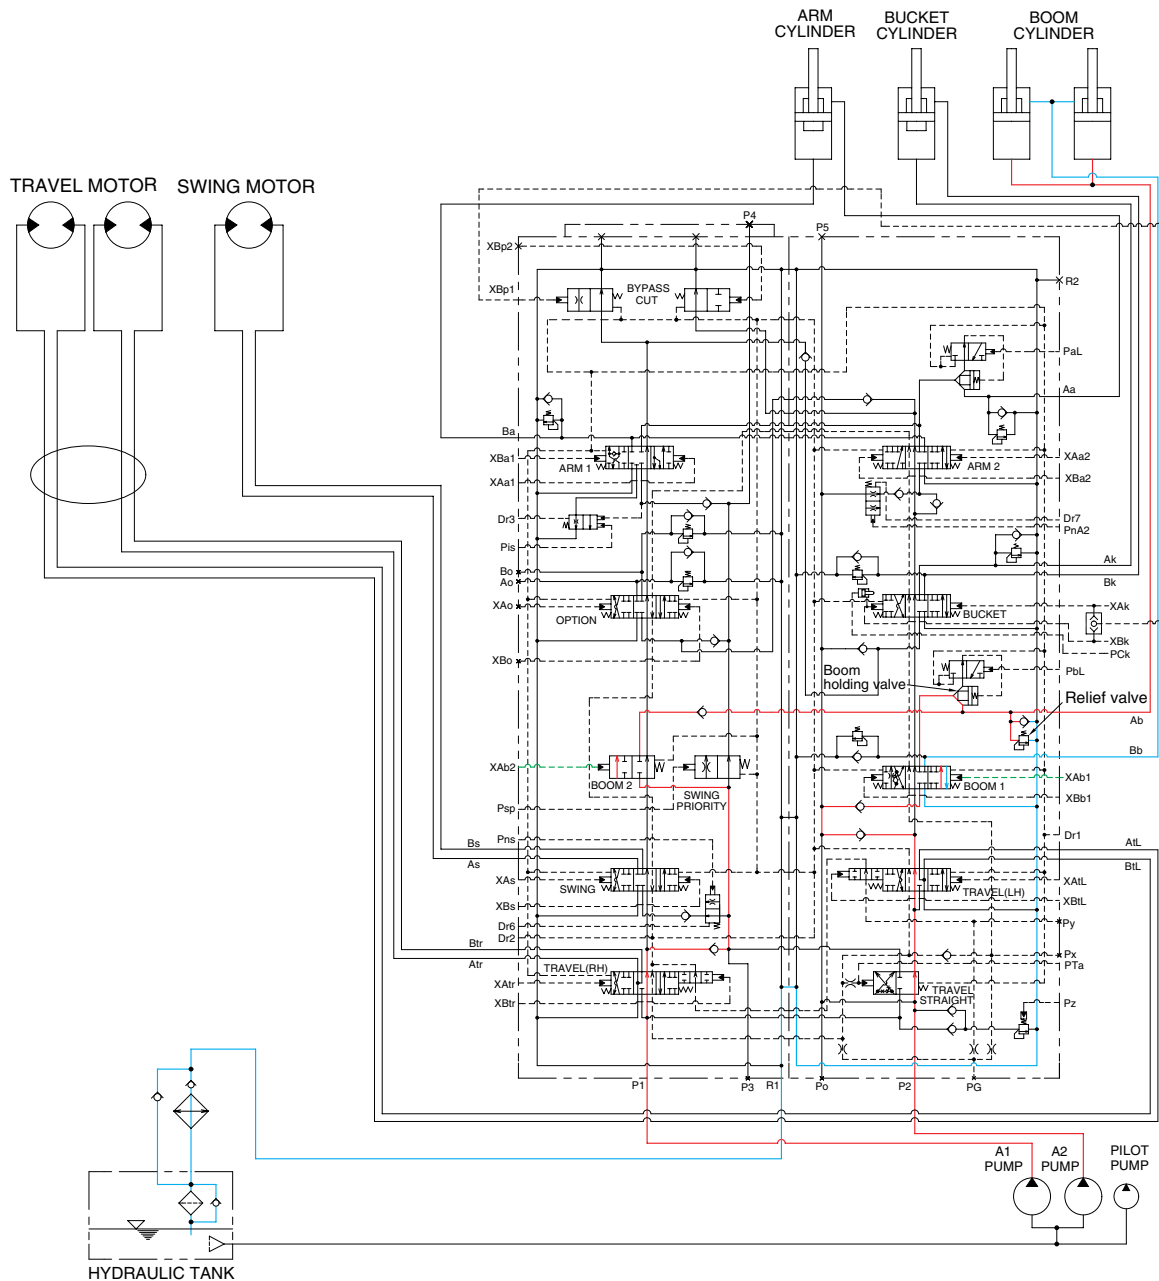 ARM
CYLINDER
BUCKET
CYLINDER
BOOM
CYLINDER
TRAVEL MOTOR
SWING MOTOR
P4
P5
XBp2
XBp1
BYPASS
CUT
R2
PaL
Aa
Ba
XBa1
ARM 1
XAa1
ARM 2
XAa2
XBa2
Dr3
Pis
Dr7
PnA2
Bo
Ao
Ak
Bk
XAo
OPTION
BUCKET
XAk
XBo
XBk
PCk
Boom
holding valve
PbL
Relief valve
Ab
Bb
XAb2
BOOM 2
SWING
PRIORITY
BOOM 1
XAb1
XBb1
Psp
Pns
Dr1
Bs
As
AtL
BtL
XAs
SWING
TRAVEL(LH)
XAtL
XBs
XBtL
Dr6
Dr2
Py
Btr
Atr
Px
PTa
TRAVEL(RH)
XAtr
XBtr
TRAVEL
STRAIGHT
Pz
P1
P3
R1
Po
P2
PG
A1
PUMP
A2
PUMP
PILOT
PUMP
HYDRAULIC TANK